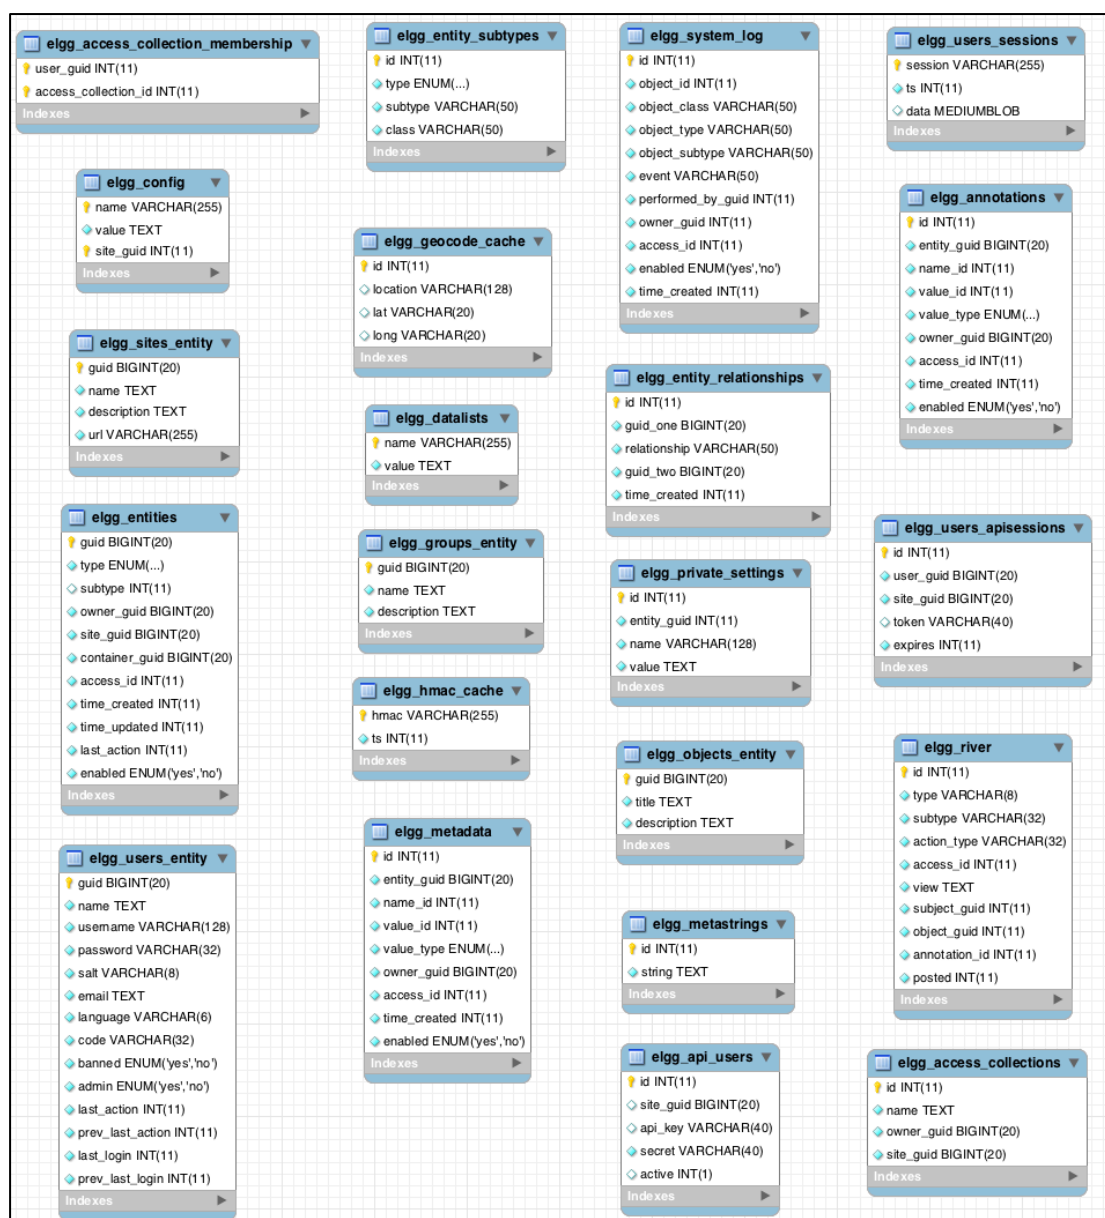 elgg_access_collection_membership
user_guid INT(11)
access_collection_id INT(11)
Indexes
elgg_config
name VARCHAR(255)
value TEXT
site_guid INT(11)
Indexes
elgg_sites_entity
guid BIGINT(20)
name TEXT
description TEXT
url VARCHAR(255)
Indexes
elgg_entities
guid BIGINT(20)
type ENUM(...)
subtype INT(11)
owner_guid BIGINT(20)
site_guid BIGINT(20)
container_guid BIGINT(20)
access_id INT(11)
time_created INT(11)
time_updated INT(11)
last_action INT(11)
enabled ENUM('yes','no')
Indexes
elgg_users_entity
guid BIGINT(20)
name TEXT
username VARCHAR(128)
password VARCHAR(32)
salt VARCHAR(8)
email TEXT
language VARCHAR(6)
code VARCHAR(32)
banned ENUM('yes','no')
admin ENUM('yes','no')
last_action INT(11)
prev_last_action INT(11)
last_login INT(11)
prev_last_login INT(11)
Indexes
elgg_entity_subtypes
id INT(11)
type ENUM(...)
subtype VARCHAR(50)
class VARCHAR(50)
Indexes
elgg_geocode_cache
id INT(11)
location VARCHAR(128)
lat VARCHAR(20)
long VARCHAR(20)
Indexes
elgg_datalists
name VARCHAR(255)
value TEXT
Indexes
elgg_groups_entity
guid BIGINT(20)
name TEXT
description TEXT
Indexes
elgg_hmac_cache
hmac VARCHAR(255)
ts INT(11)
Indexes
elgg_metadata
id INT(11)
entity_guid BIGINT(20)
name_id INT(11)
value_id INT(11)
value_type ENUM(...)
owner_guid BIGINT(20)
access_id INT(11)
time_created INT(11)
enabled ENUM('yes','no')
Indexes
elgg_system_log
id INT(11)
object_id INT(11)
object_class VARCHAR(50)
object_type VARCHAR(50)
object_subtype VARCHAR(50)
event VARCHAR(50)
performed_by_guid INT(11)
owner_guid INT(11)
access_id INT(11)
enabled ENUM('yes','no')
time_created INT(11)
Indexes
elgg_entity_relationships
id INT(11)
guid_one BIGINT(20)
relationship VARCHAR(50)
guid_two BIGINT(20)
time_created INT(11)
Indexes
elgg_private_settings
id INT(11)
entity_guid INT(11)
name VARCHAR(128)
value TEXT
Indexes
elgg_objects_entity
guid BIGINT(20)
title TEXT
description TEXT
Indexes
elgg_metastrings
id INT(11)
string TEXT
Indexes
elgg_api_users
id INT(11)
site_guid BIGINT(20)
api_key VARCHAR(40)
secret VARCHAR(40)
active INT(1)
Indexes
elgg_users_sessions
session VARCHAR(255)
ts INT(11)
data MEDIUMBLOB
Indexes
elgg_annotations
id INT(11)
entity_guid BIGINT(20)
name_id INT(11)
value_id INT(11)
value_type ENUM(...)
owner_guid BIGINT(20)
access_id INT(11)
time_created INT(11)
enabled ENUM('yes','no')
Indexes
elgg_users_apisessions
id INT(11)
user_guid BIGINT(20)
site_guid BIGINT(20)
token VARCHAR(40)
expires INT(11)
Indexes
elgg_river
id INT(11)
type VARCHAR(8)
subtype VARCHAR(32)
action_type VARCHAR(32)
access_id INT(11)
view TEXT
subject_guid INT(11)
object_guid INT(11)
annotation_id INT(11)
posted INT(11)
Indexes
elgg_access_collections
id INT(11)
name TEXT
owner_guid BIGINT(20)
site_guid BIGINT(20)
Indexes